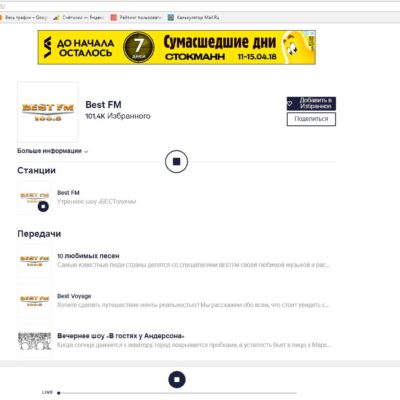 Весь трафик – Googl
Счётчики — Яндекс
Рейтинг пользовате
Калькулятор Mail.Ru
ДО НАЧАЛА
ОСТАЛОСЬ
7
ДНЕЙ
Сумасшедшие дни
СТОКМАНН 11-15.04.18
BEST FM
100.5
Best FM
101,4K Избранного
Добавить в
Избранное
Поделиться
Больше информации
Станции
BEST FM
Best FM
Утреннее шоу «БЕСТолочи»
Передачи
BEST FM
100.5
10 любимых песен
Самые известные люди страны делятся со слушателями BESTFM своей любимой музыкой и рас...
BEST FM
100.5
Best Voyage
Хотите сделать путешествие мечты реальностью? Мы расскажем обо всем, что стоит увидеть с...
Вечернее шоу «В гостях у Андерсона»
Когда солнце движется к экватору, город покрывается пробками, а усталость бьет в лицо, к Марк...
LIVE